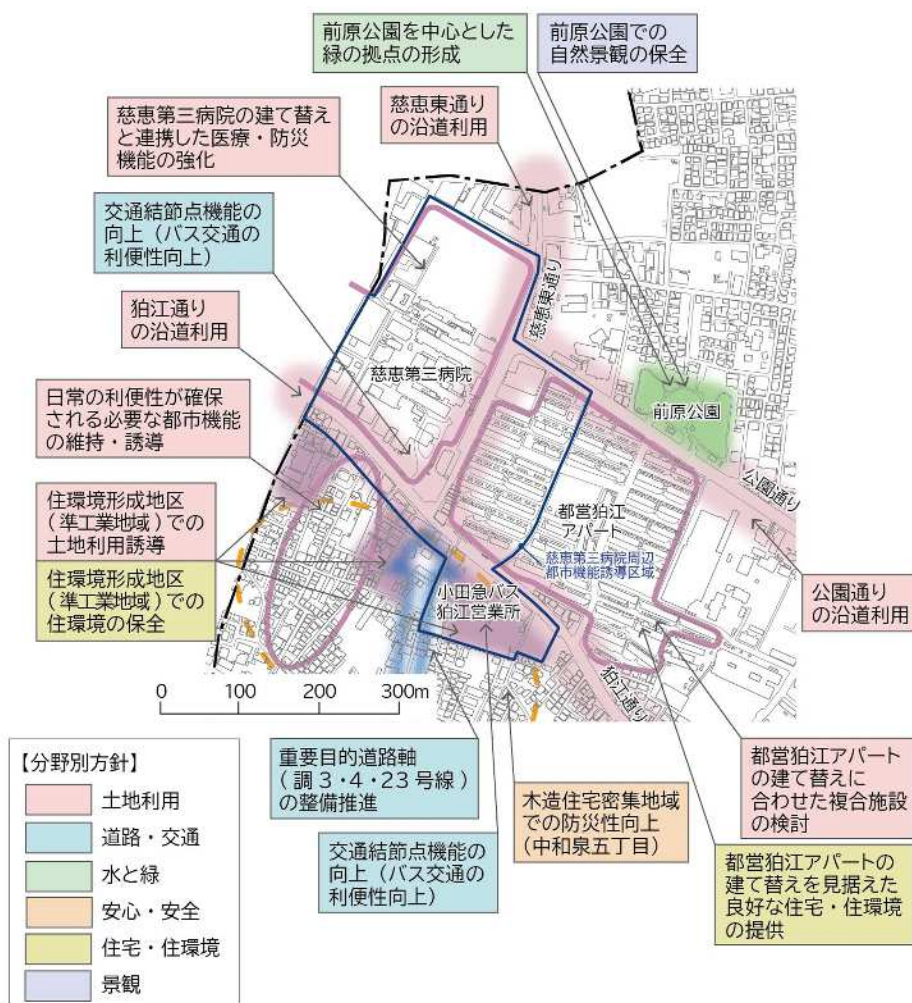 前原公園を中心とした
緑の拠点の形成
前原公園での
自然景観の保全
慈恵第三病院の建て替え
と連携した医療・防災
機能の強化
慈恵東通り
の沿道利用
交通結節点機能の
向上（バス交通の
利便性向上）
狛江通り
の沿道利用
日常の利便性が確保
される必要な都市機能
の維持・誘導
住環境形成地区
（準工業地域）での
土地利用誘導
住環境形成地区
（準工業地域）での
住環境の保全
慈恵東通り
慈恵第三病院
前原公園
公園通り
都営狛江
アパート
慈恵第三病院周辺
都市機能誘導区域
小田急バス
狛江営業所
狛江通り
公園通り
の沿道利用
0 100 200 300m
重要目的道路軸
（調３・４・23 号線）
の整備推進
交通結節点機能の
向上（バス交通の
利便性向上）
木造住宅密集地域
での防災性向上
（中和泉五丁目）
都営狛江アパート
の建て替えに
合わせた複合施設
の検討
都営狛江アパートの
建て替えを見据えた
良好な住宅・住環境
の提供
【分野別方針】
土地利用
道路・交通
水と緑
安心・安全
住宅・住環境
景観